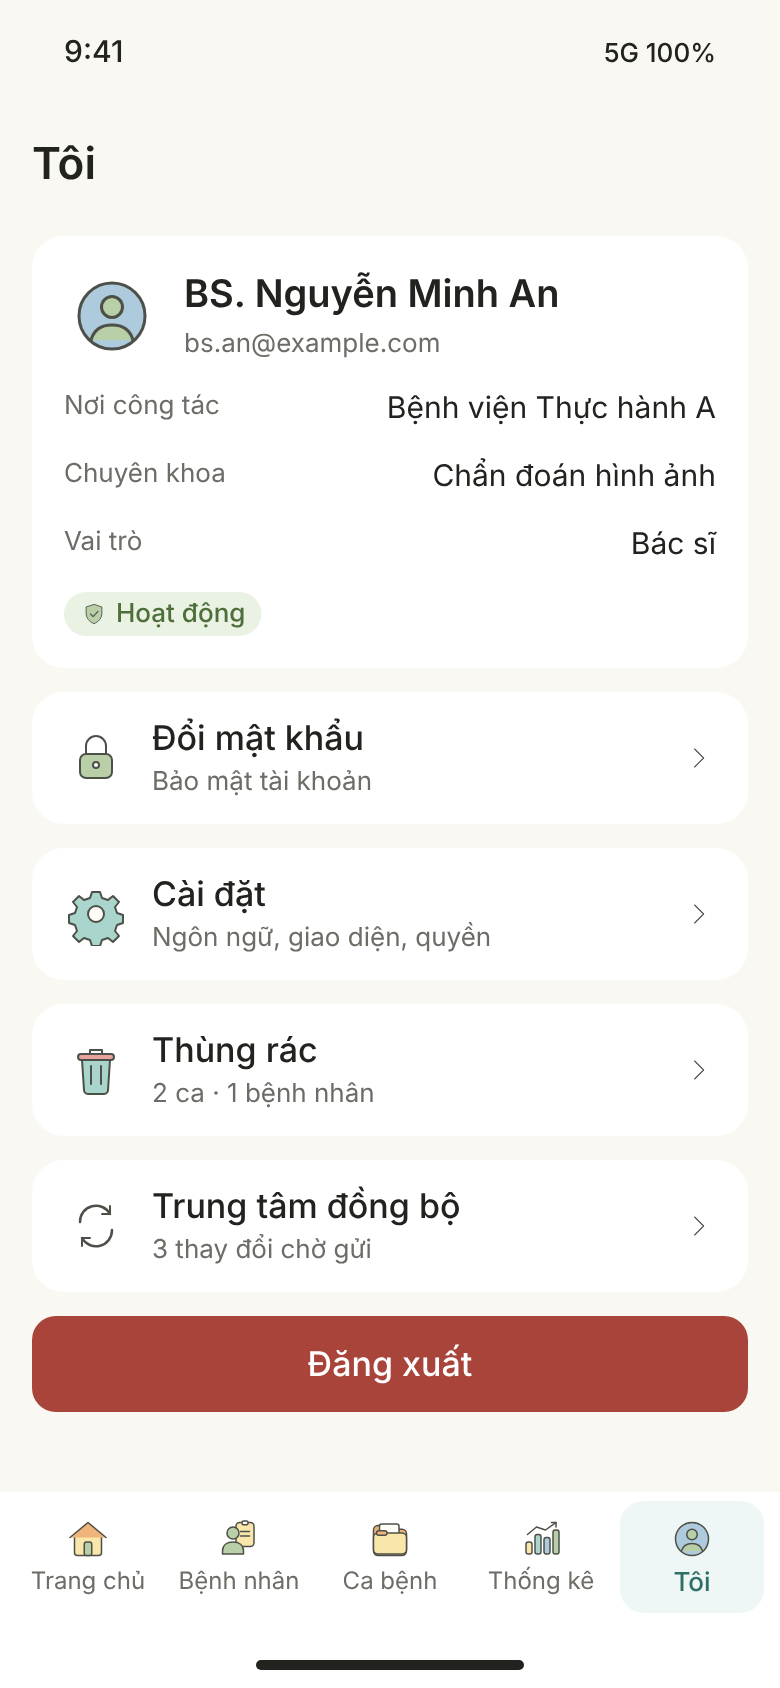 9:41
5G 100%
Tôi
BS. Nguyễn Minh An
bs.an@example.com
Nơi công tác
Bệnh viện Thực hành A
Chuyên khoa
Chẩn đoán hình ảnh
Vai trò
Bác sĩ
Hoạt động
Đổi mật khẩu
Bảo mật tài khoản
Cài đặt
Ngôn ngữ, giao diện, quyền
Thùng rác
2 ca · 1 bệnh nhân
Trung tâm đồng bộ
3 thay đổi chờ gửi
Đăng xuất
Trang chủ
Bệnh nhân
Ca bệnh
Thống kê
Tôi